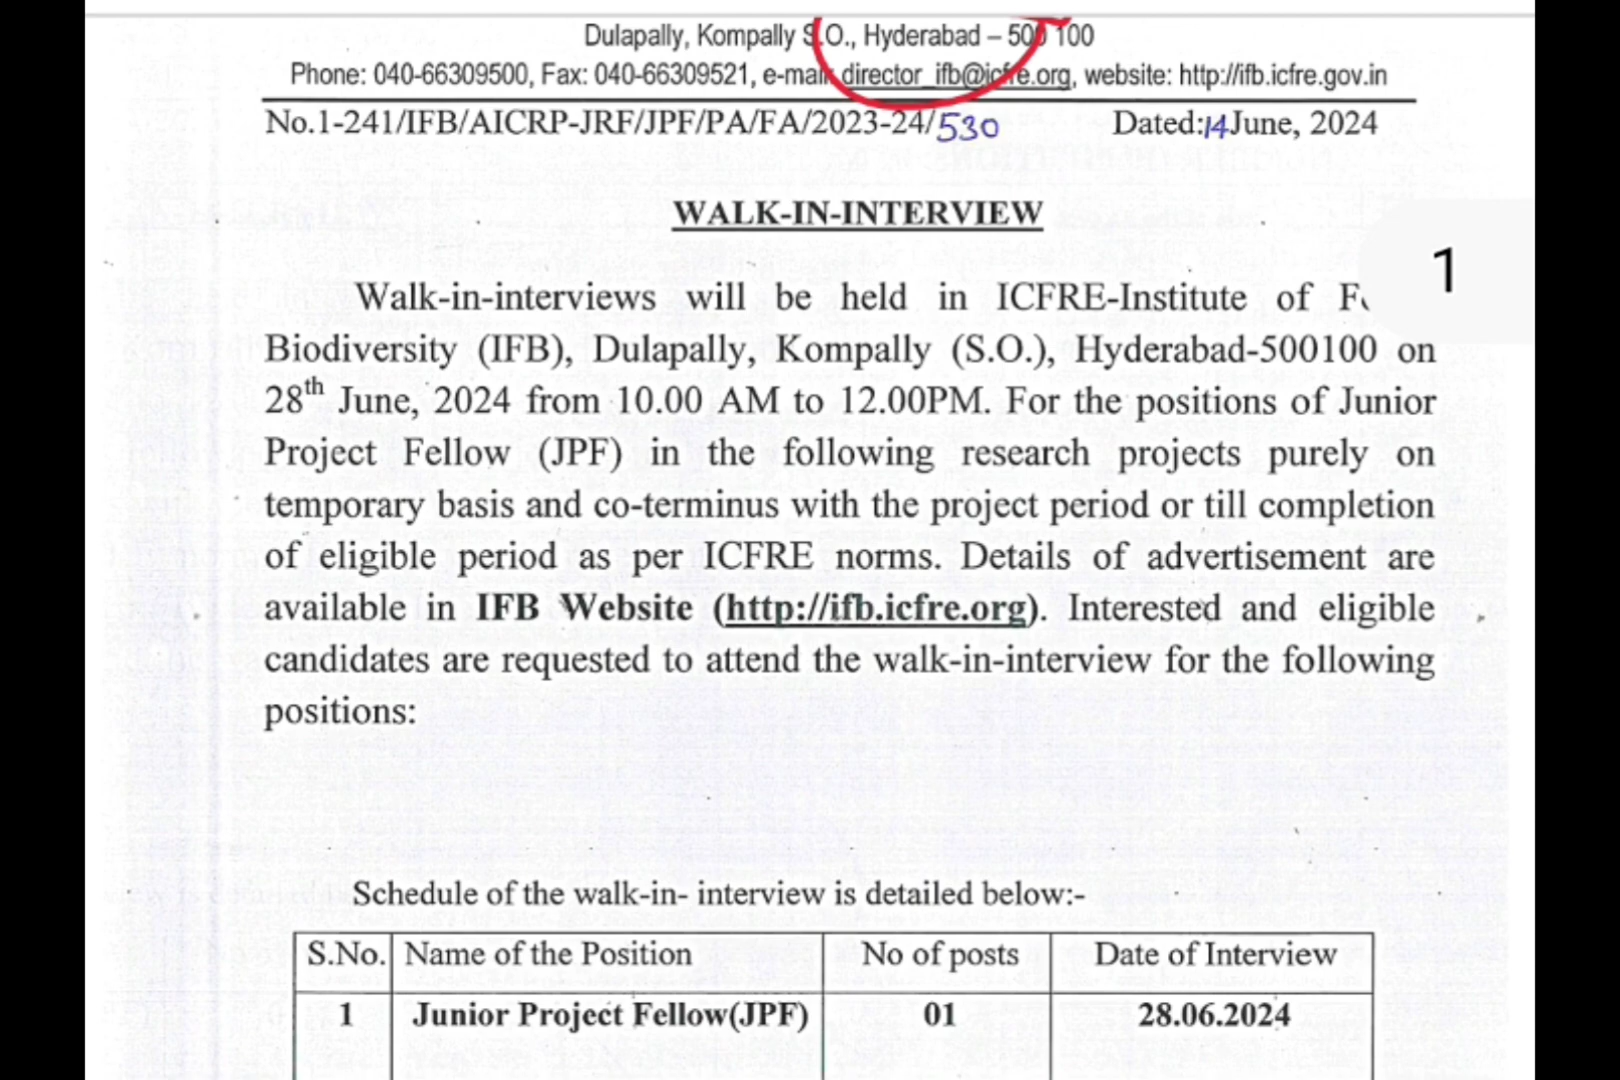 Dulapally, Kompally S.O., Hyderabad – 500 100
Phone: 040-66309500, Fax: 040-66309521, e-mail: director_ifb@icfre.org, website: http://ifb.icfre.gov.in
No.1-241/IFB/AICRP-JRF/JPF/PA/FA/2023-24/530 Dated:14 June, 2024
WALK-IN-INTERVIEW
1
Walk-in-interviews will be held in ICFRE-Institute of
Biodiversity (IFB), Dulapally, Kompally (S.O.), Hyderabad-500100 on
28th June, 2024 from 10.00 AM to 12.00PM. For the positions of Junior
Project Fellow (JPF) in the following research projects purely on
temporary basis and co-terminus with the project period or till completion
of eligible period as per ICFRE norms. Details of advertisement are
available in IFB Website (http://ifb.icfre.org). Interested and eligible
candidates are requested to attend the walk-in-interview for the following
positions:
Schedule of the walk-in- interview is detailed below:-
S.No. Name of the Position No of posts Date of Interview
1 Junior Project Fellow(JPF) 01 28.06.2024